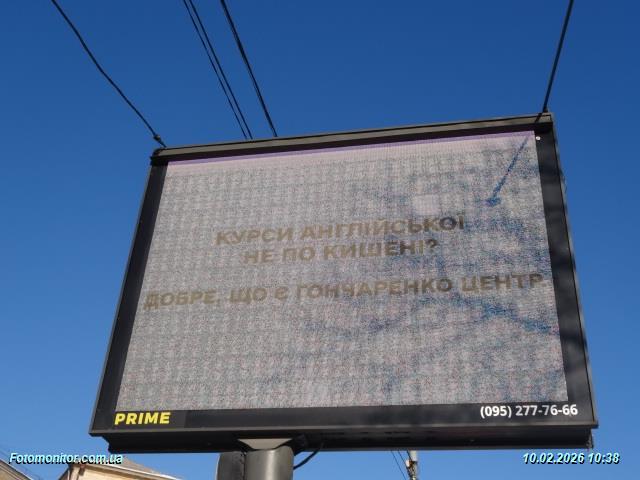 КУРСИ АНГЛІЙСЬКОЇ
НЕ ПО КИШЕНІ?
ДОБРЕ, ЩО Є ГОНЧАРЕНКО ЦЕНТР
PRIME
(095) 277-76-66
Fotomonitor.com.ua
10.02.2026 10:38